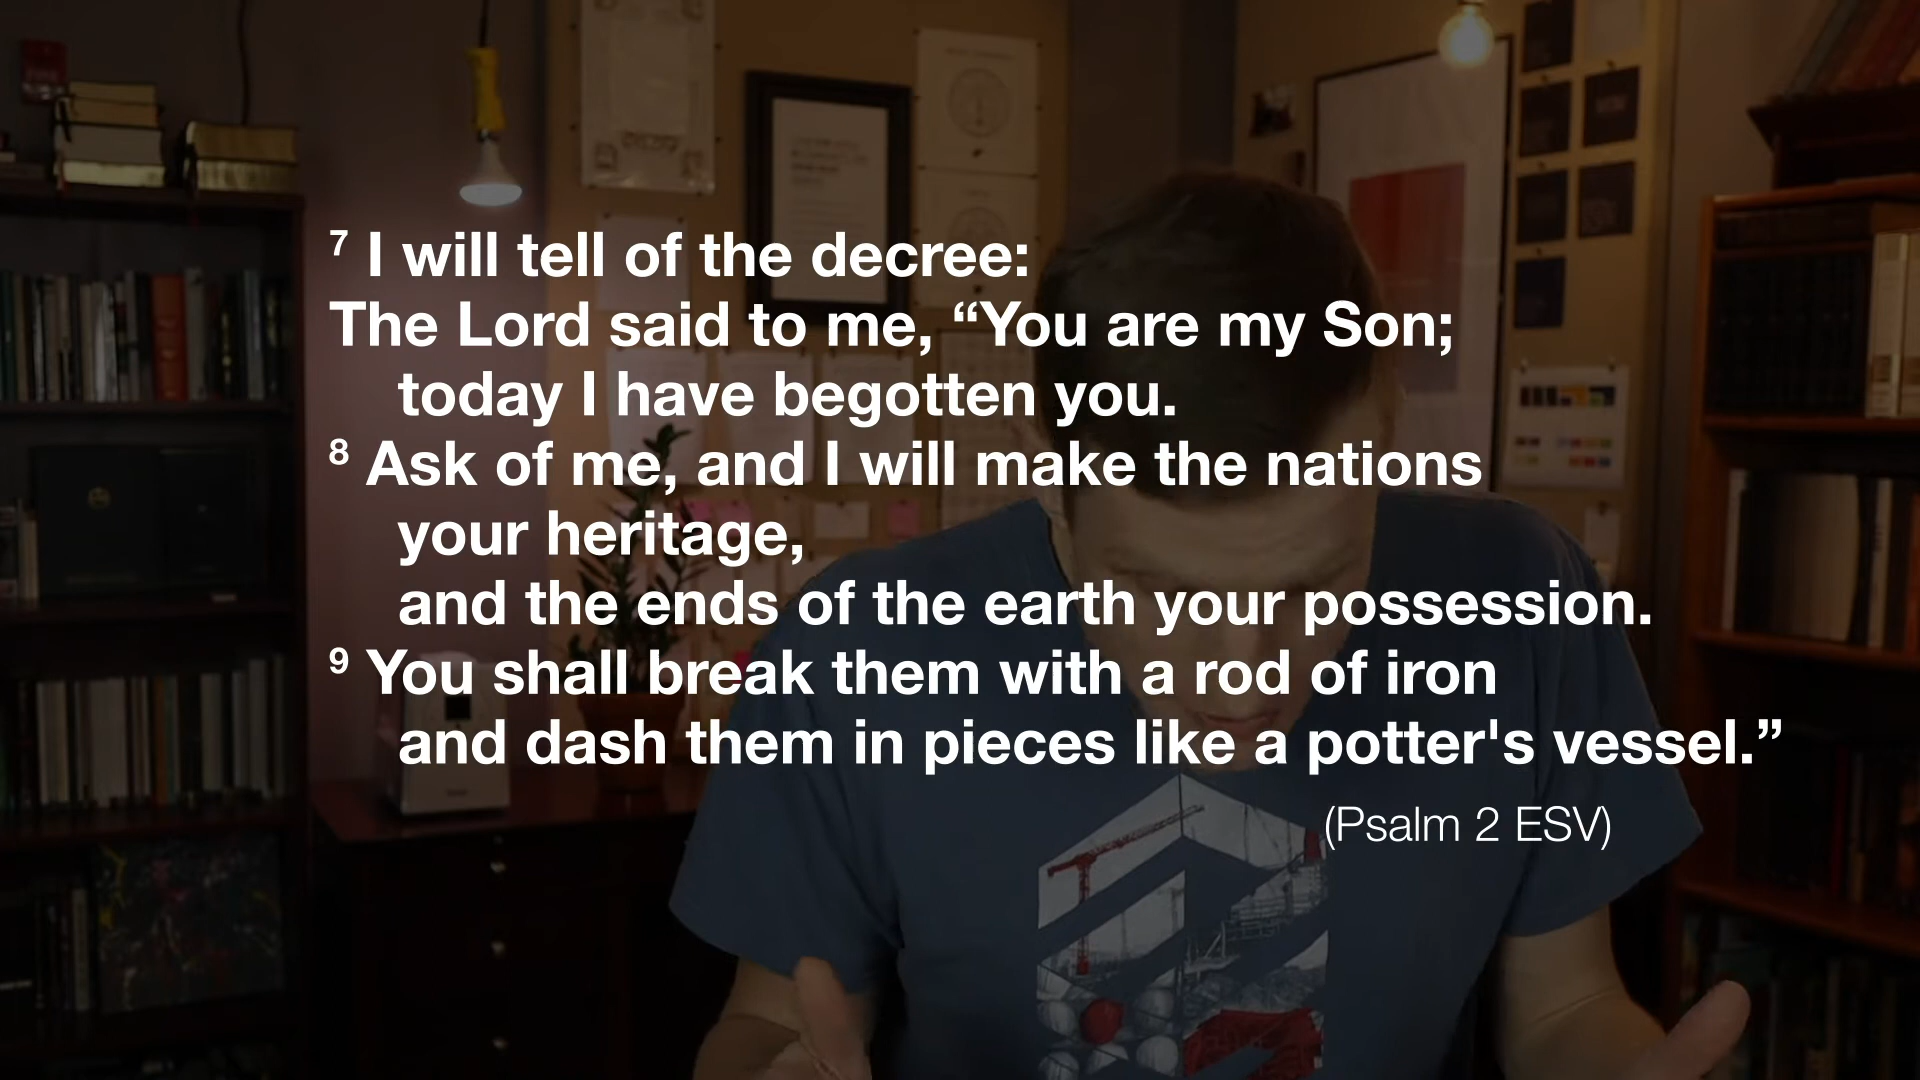 ⁷ I will tell of the decree:
The Lord said to me, “You are my Son;
today I have begotten you.
⁸ Ask of me, and I will make the nations
your heritage,
and the ends of the earth your possession.
⁹ You shall break them with a rod of iron
and dash them in pieces like a potter's vessel.”
(Psalm 2 ESV)